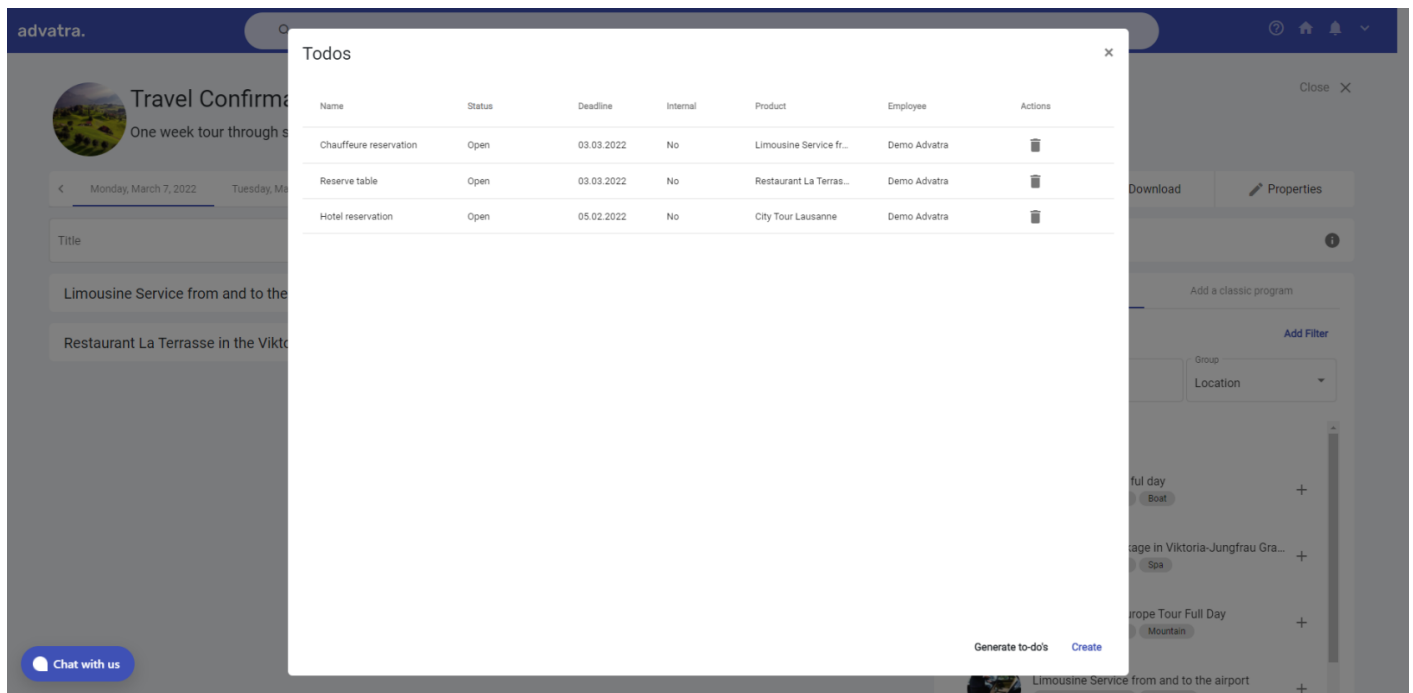 advatra.
Todos
×
Close
Travel Confirma
One week tour through s
Name Status Deadline Internal Product Employee Actions
Chauffeure reservation Open 03.03.2022 No Limousine Service fr... Demo Advatra
Reserve table Open 03.03.2022 No Restaurant La Terras... Demo Advatra
Hotel reservation Open 05.02.2022 No City Tour Lausanne Demo Advatra
Monday, March 7, 2022 Tuesday, Ma
Download Properties
Title
Limousine Service from and to the
Restaurant La Terrasse in the Vikto
Add a classic program
Add Filter
Group
Location
ful day
Boat
kage in Viktoria-Jungfrau Gra...
Spa
urope Tour Full Day
Mountain
Limousine Service from and to the airport
Generate to-do's Create
Chat with us